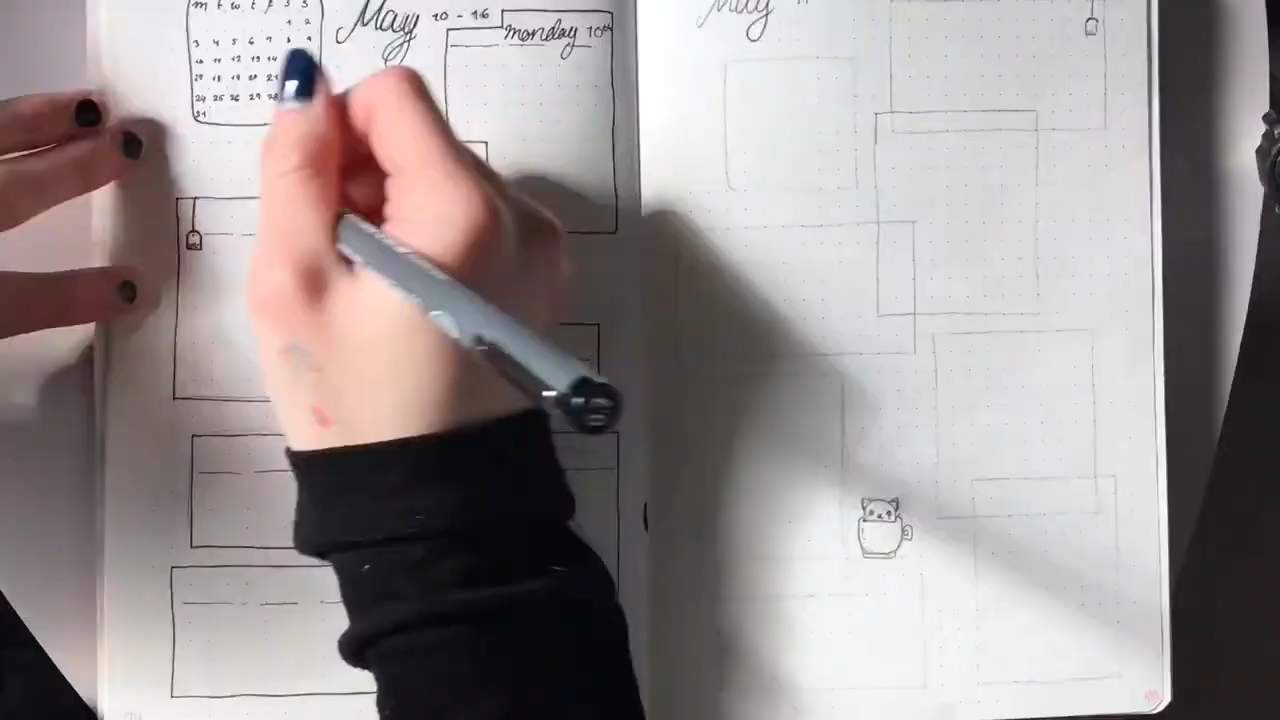 M T W T F S S
1 2
3 4 5 6 7 8 9
10 11 12 13 14
17 18 19 20 21
24 25 26 27 28
31
May 10 - 16
Monday 10th
May